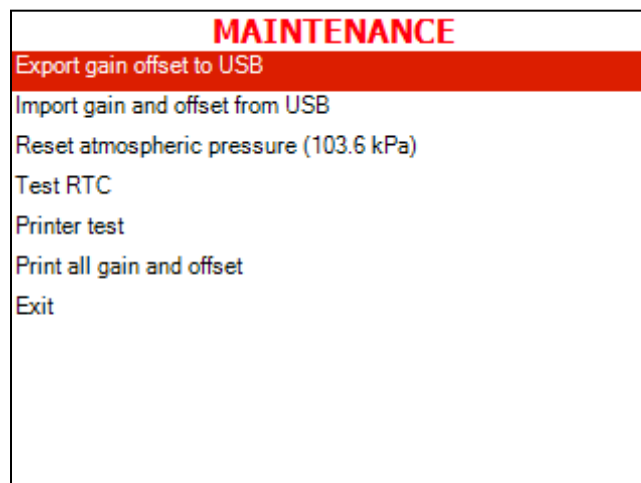 MAINTENANCE
Export gain offset to USB
Import gain and offset from USB
Reset atmospheric pressure (103.6 kPa)
Test RTC
Printer test
Print all gain and offset
Exit